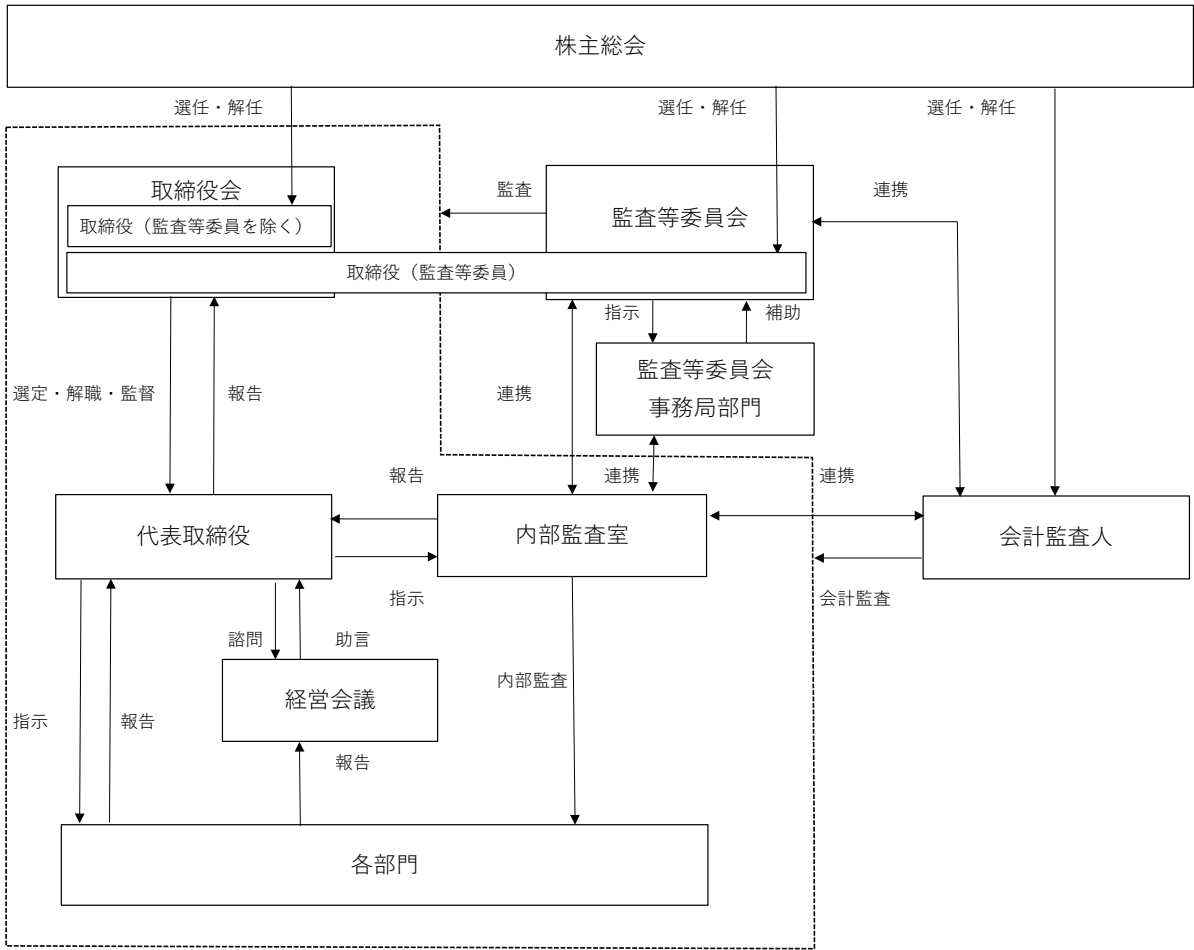 株主総会
選任・解任
選任・解任
選任・解任
取締役会
取締役（監査等委員を除く）
監査
監査等委員会
連携
取締役（監査等委員）
指示
補助
監査等委員会
事務局部門
選定・解職・監督
報告
連携
報告
連携
連携
代表取締役
内部監査室
会計監査人
指示
会計監査
諮問
助言
経営会議
内部監査
指示
報告
報告
各部門